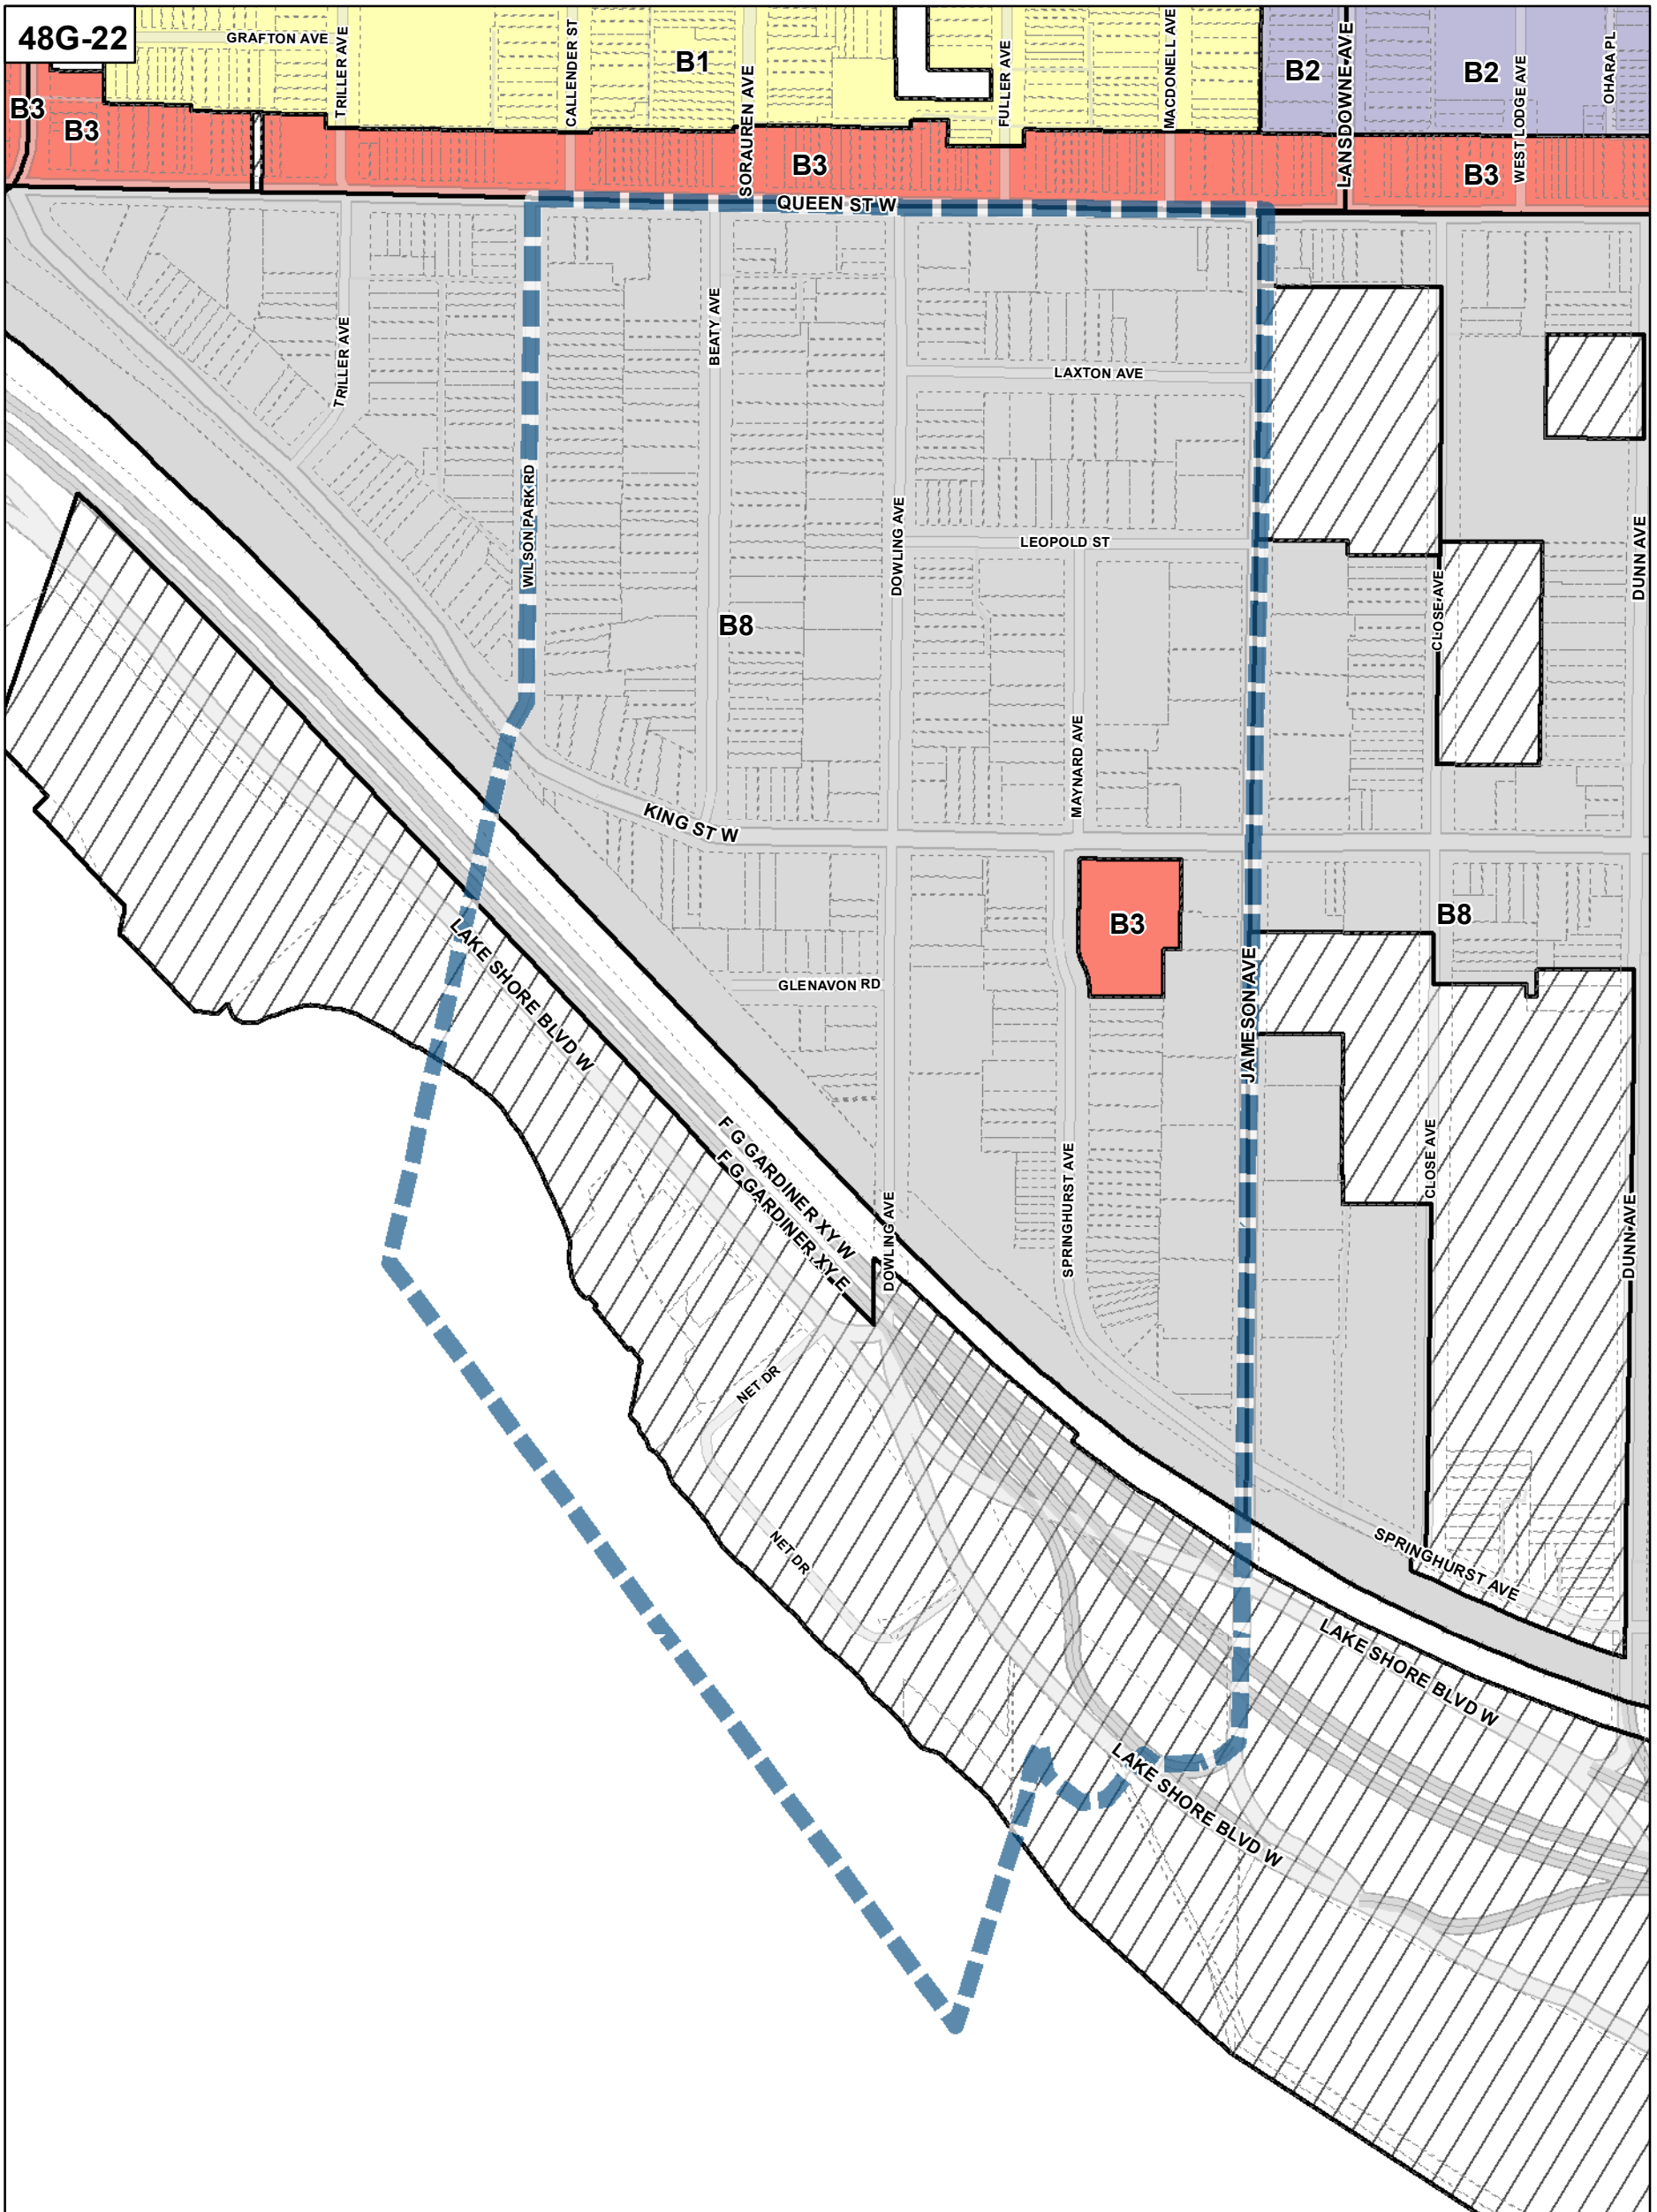 48G-22
GRAFTON AVE
TRILLER AVE
CALLENDER ST
B1
SORAUREN AVE
FULLER AVE
MACDONELL AVE
B2
LANSDOWNE AVE
B2
WEST LODGE AVE
OHARA PL
B3
B3
B3
B3
QUEEN ST W
TRILLER AVE
BEATY AVE
LAXTON AVE
WILSON PARK RD
DOWLING AVE
LEOPOLD ST
CLOSE AVE
DUNN AVE
B8
MAYNARD AVE
KING ST W
B3
B8
LAKE SHORE BLVD W
GLENAVON RD
JAMESON AVE
F G GARDINER XY W
F G GARDINER XY E
DOWLING AVE
SPRINGHURST AVE
CLOSE AVE
DUNN AVE
NET DR
NET DR
SPRINGHURST AVE
LAKE SHORE BLVD W
LAKE SHORE BLVD W